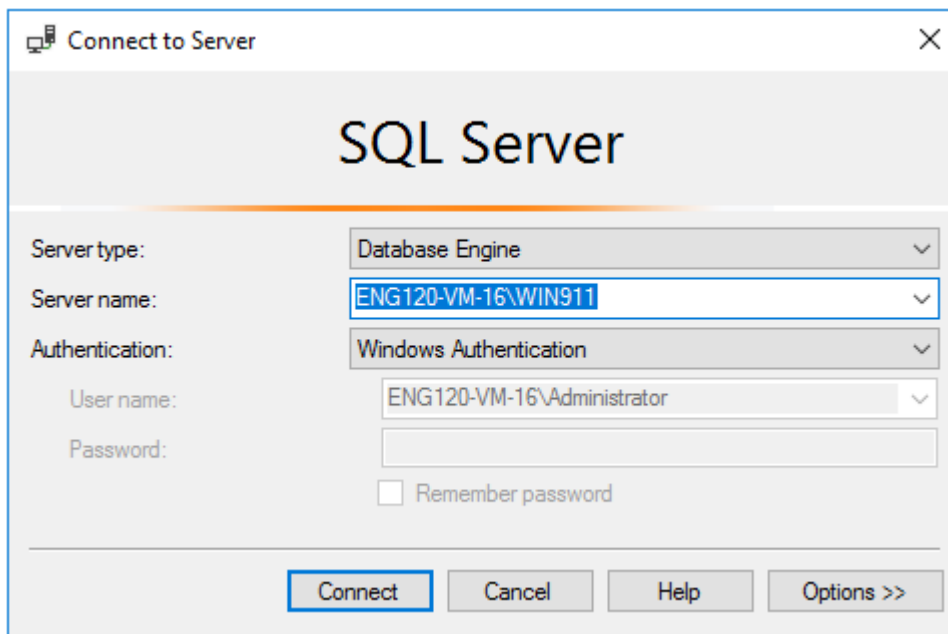 Connect to Server
SQL Server
Server type: Database Engine
Server name: ENG120-VM-16\WIN911
Authentication: Windows Authentication
User name: ENG120-VM-16\Administrator
Password:
Remember password
Connect Cancel Help Options >>